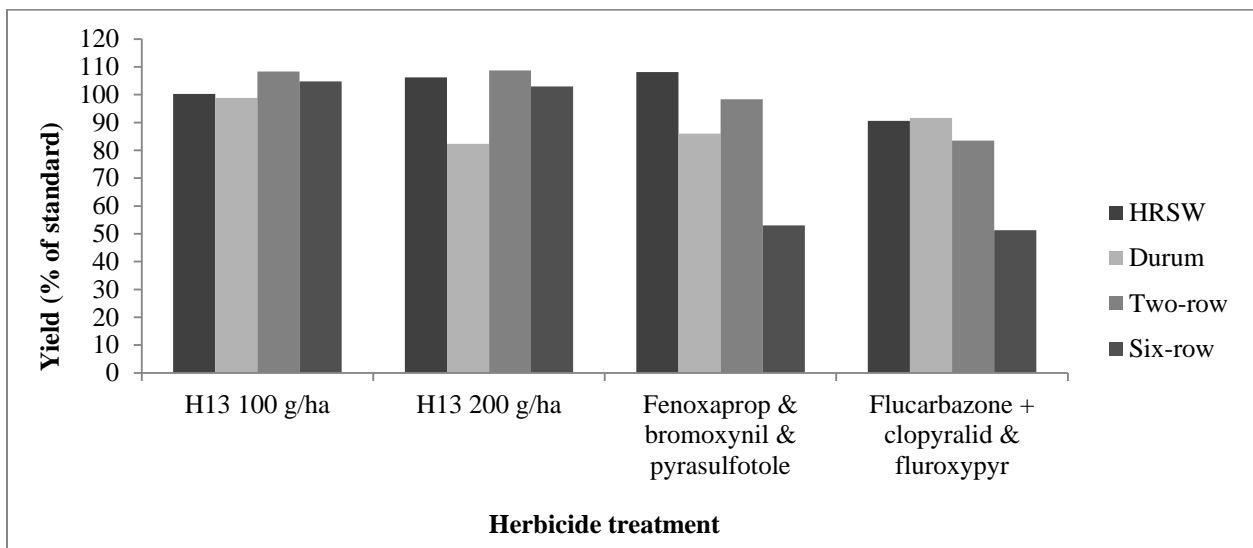 Yield (% of standard)
120
110
100
90
80
70
60
50
40
30
20
10
0
H13 100 g/ha
H13 200 g/ha
Fenoxaprop &
bromoxynil &
pyrasulfotole
Flucarbazone +
clopyralid &
fluroxypyr
Herbicide treatment
HRSW
Durum
Two-row
Six-row